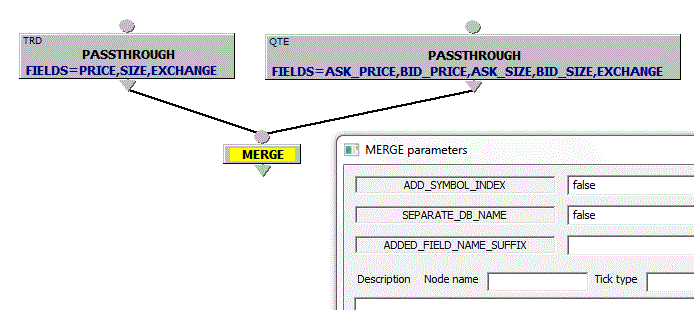 TRD
PASSTHROUGH
FIELDS=PRICE,SIZE,EXCHANGE
QTE
PASSTHROUGH
FIELDS=ASK_PRICE,BID_PRICE,ASK_SIZE,BID_SIZE,EXCHANGE
MERGE
MERGE parameters
ADD_SYMBOL_INDEX false
SEPARATE_DB_NAME false
ADDED_FIELD_NAME_SUFFIX
Description Node name Tick type